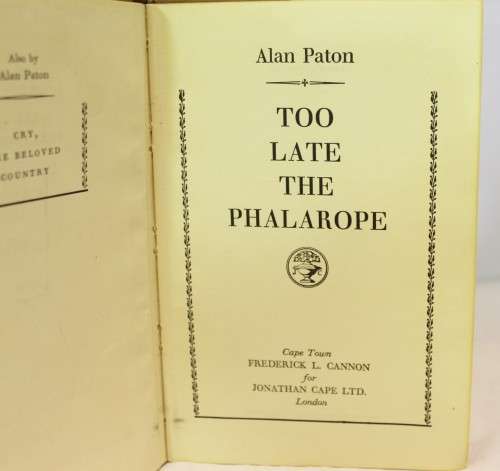 Also by
Alan Paton
CRY,
BELOVED
COUNTRY
Alan Paton
TOO
LATE
THE
PHALAROPE
Cape Town
FREDERICK L. CANNON
for
JONATHAN CAPE LTD.
London